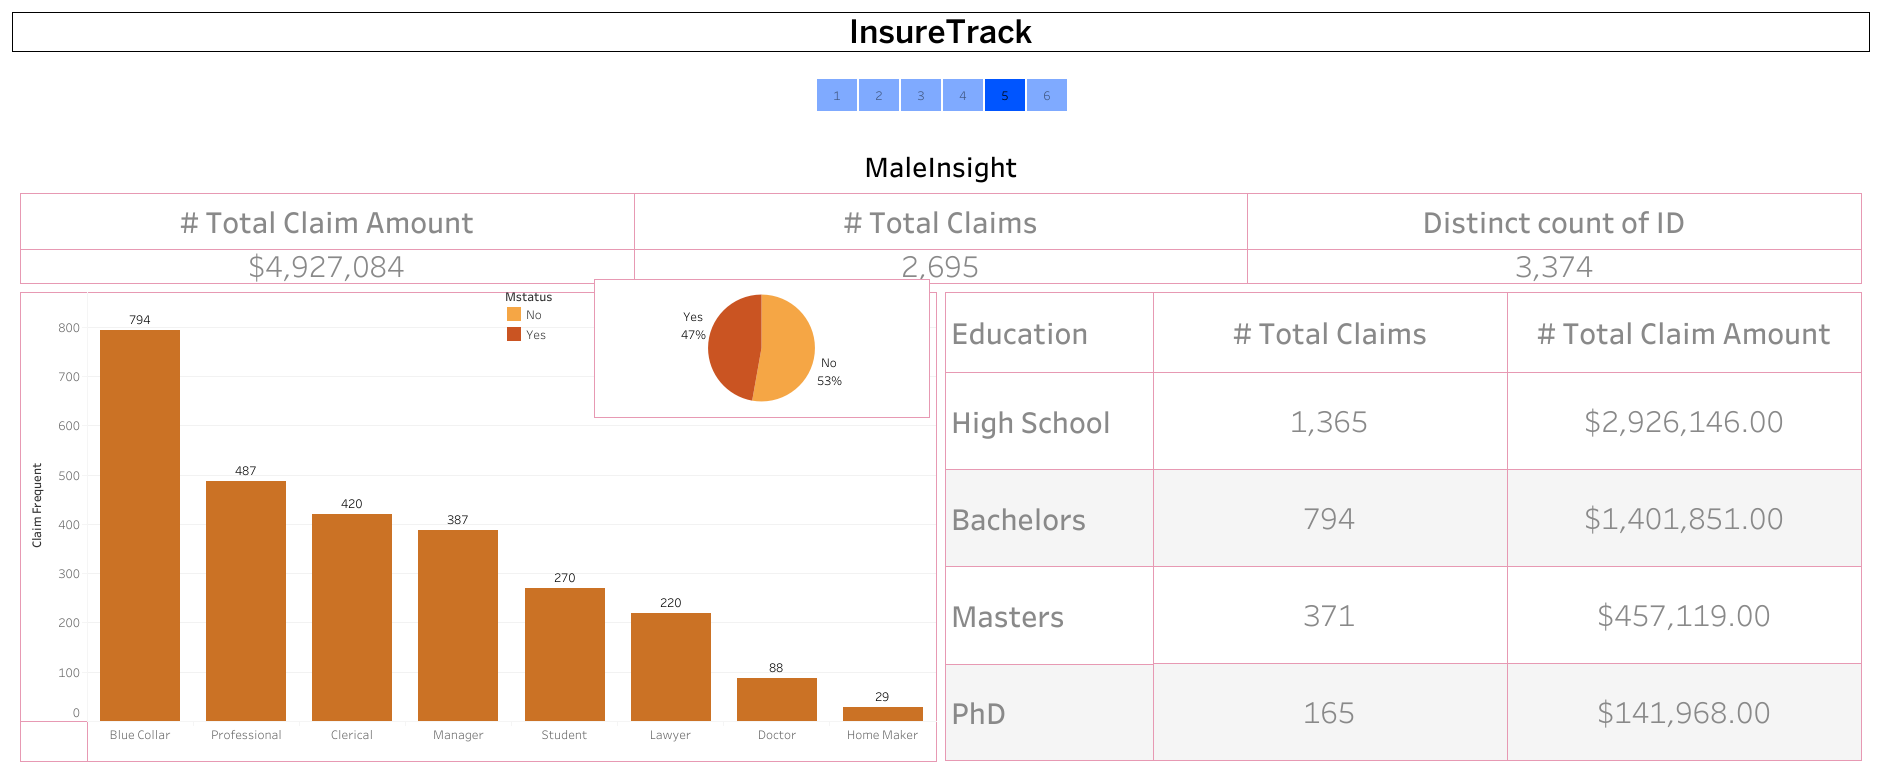 InsureTrack
1 2 3 4 5 6
MaleInsight
# Total Claim Amount # Total Claims Distinct count of ID
$4,927,084 2,695 3,374
Mstatus
No
Yes
Yes
47%
No
53%
Claim Frequent
800
700
600
500
400
300
200
100
0
794
487
420
387
270
220
88
29
Blue Collar Professional Clerical Manager Student Lawyer Doctor Home Maker
Education # Total Claims # Total Claim Amount
High School 1,365 $2,926,146.00
Bachelors 794 $1,401,851.00
Masters 371 $457,119.00
PhD 165 $141,968.00